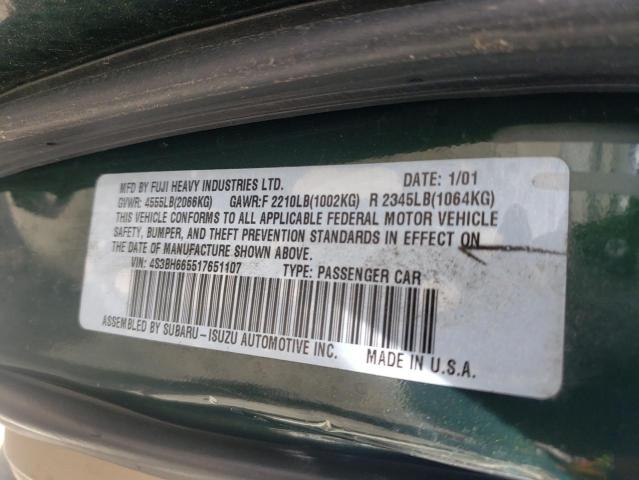 MFD BY FUJI HEAVY INDUSTRIES LTD. DATE: 1/01
GVWR: 4555LB(2066KG) GAWR:F 2210LB(1002KG) R 2345LB(1064KG)
THIS VEHICLE CONFORMS TO ALL APPLICABLE FEDERAL MOTOR VEHICLE
SAFETY, BUMPER, AND THEFT PREVENTION STANDARDS IN EFFECT ON
THE DATE OF MANUFACTURE SHOWN ABOVE.
VIN: 4S3BH665517651107 TYPE: PASSENGER CAR
ASSEMBLED BY SUBARU-ISUZU AUTOMOTIVE INC. MADE IN U.S.A.